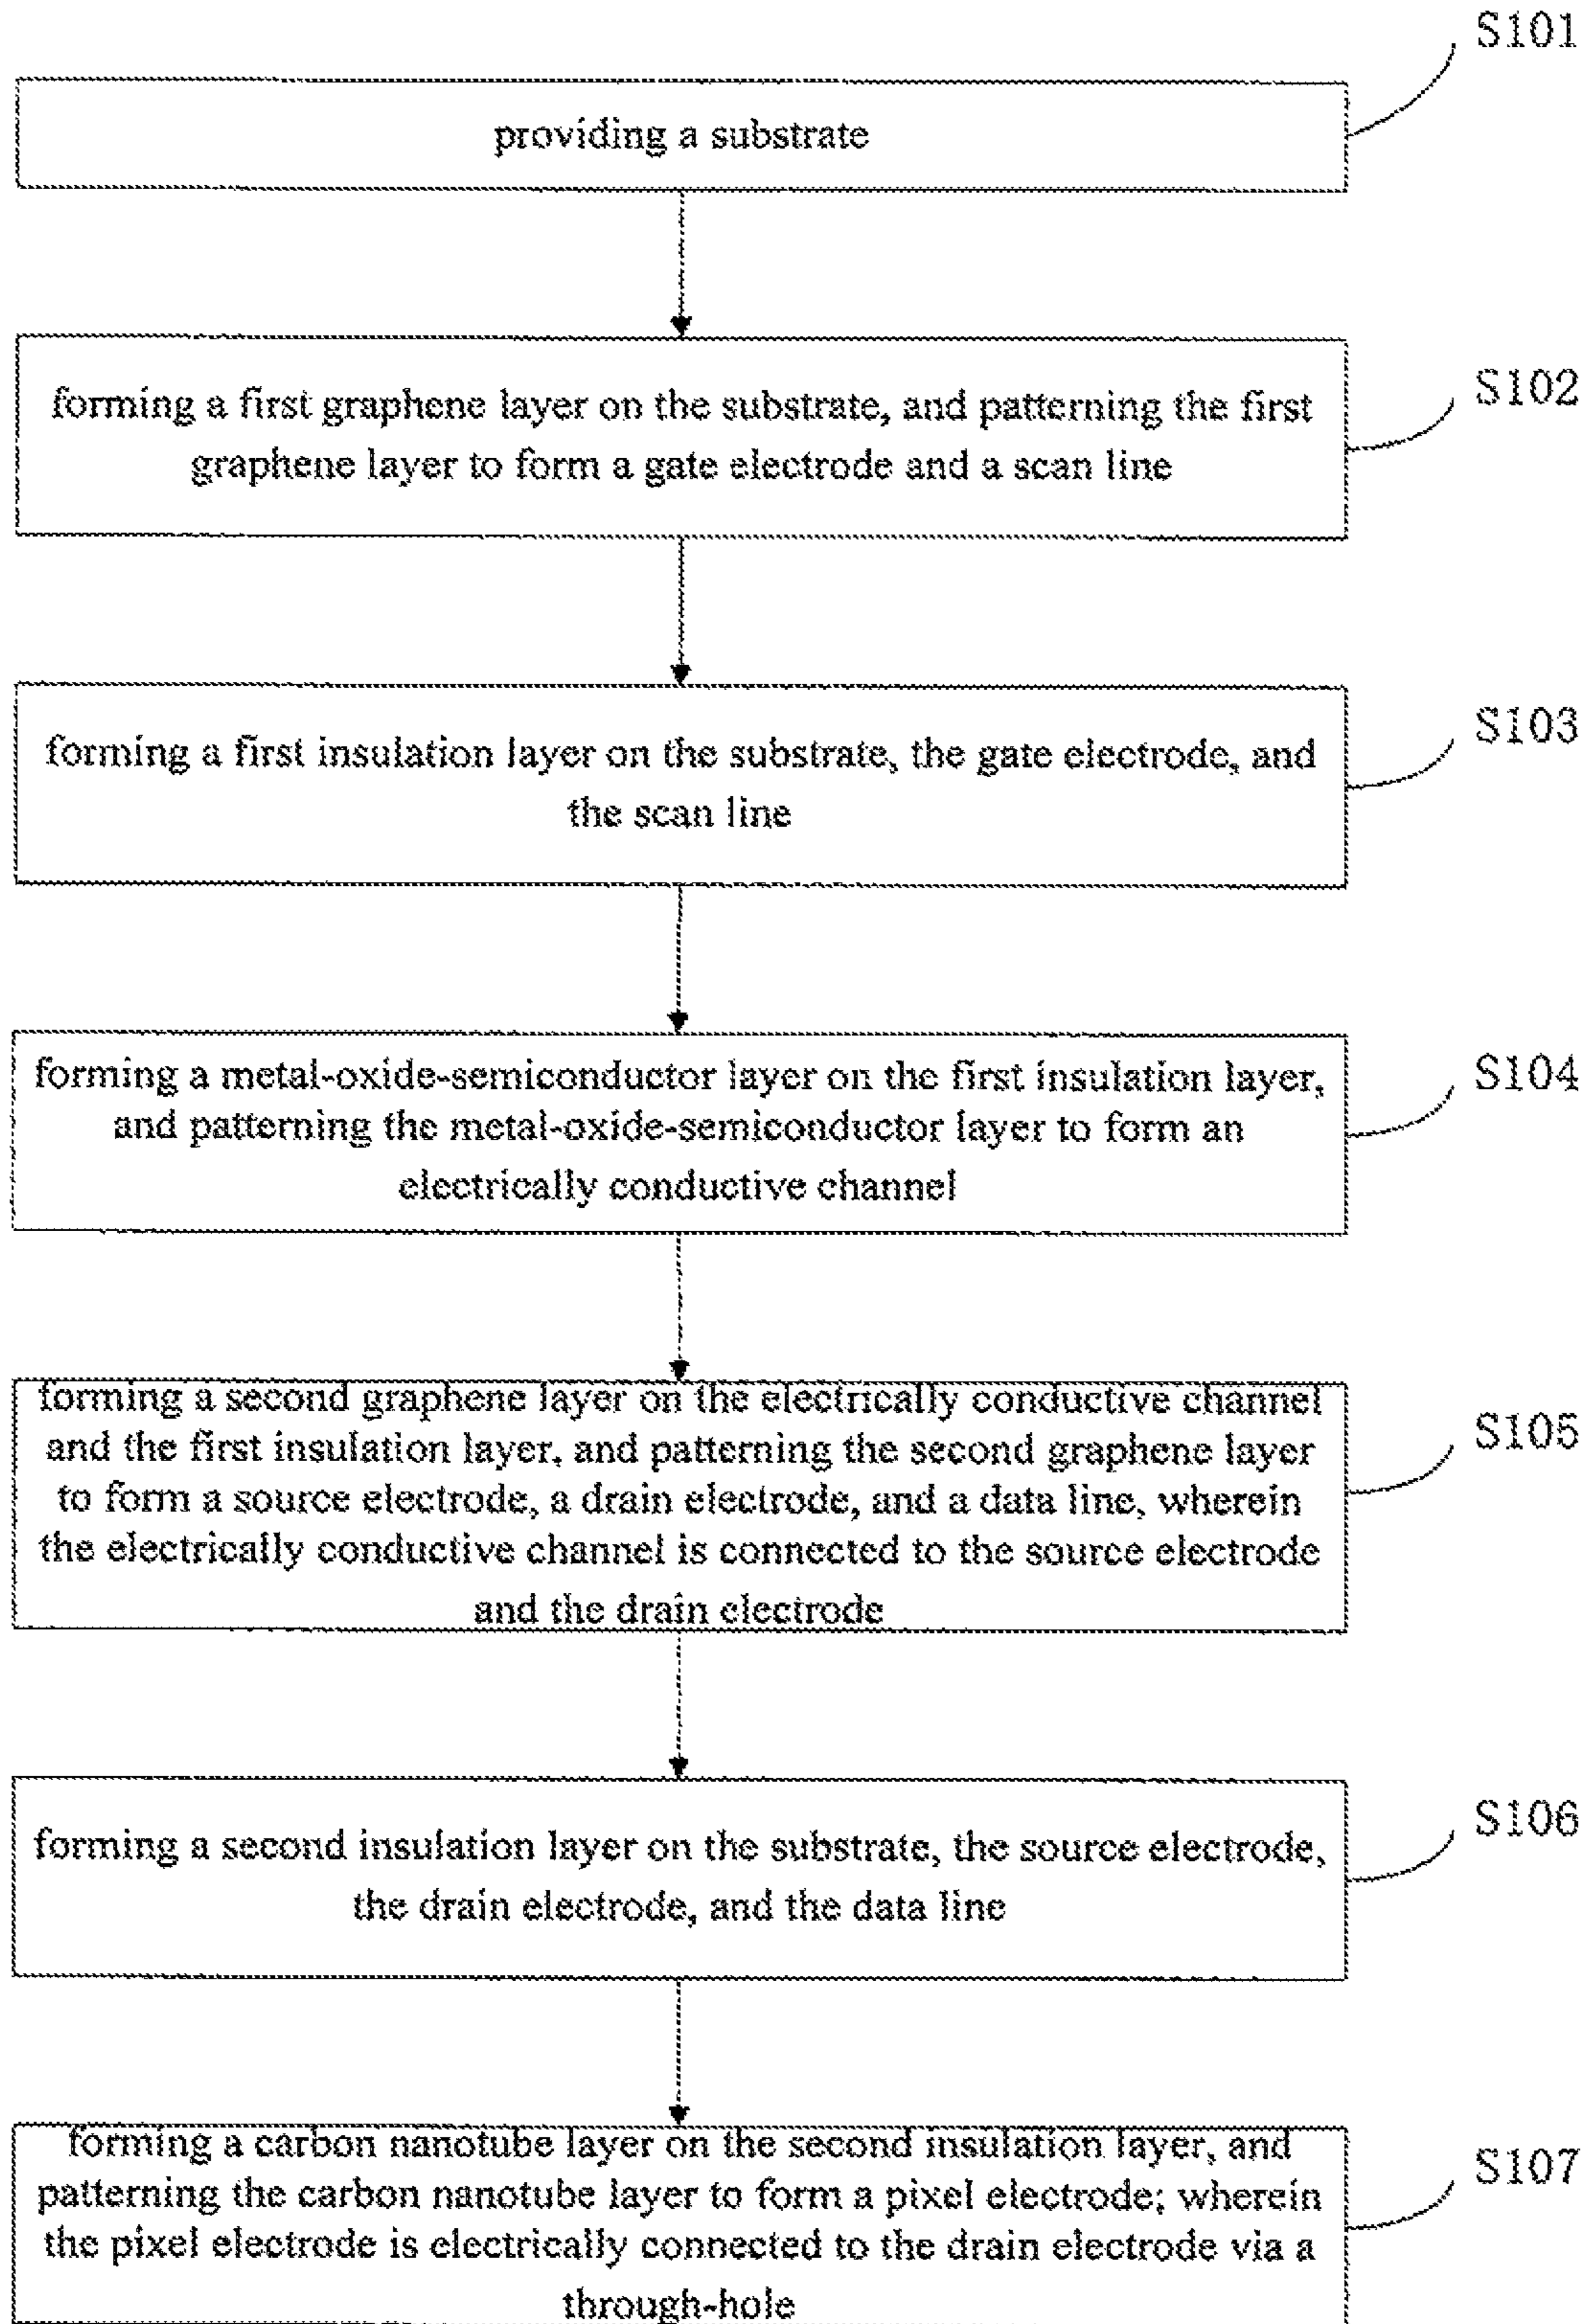 S101
providing a substrate
S102
forming a first graphene layer on the substrate, and patterning the first
graphene layer to form a gate electrode and a scan line
S103
forming a first insulation layer on the substrate, the gate electrode, and
the scan line
S104
forming a metal-oxide-semiconductor layer on the first insulation layer,
and patterning the metal-oxide-semiconductor layer to form an
electrically conductive channel
S105
forming a second graphene layer on the electrically conductive channel
and the first insulation layer, and patterning the second graphene layer
to form a source electrode, a drain electrode, and a data line, wherein
the electrically conductive channel is connected to the source electrode
and the drain electrode
S106
forming a second insulation layer on the substrate, the source electrode,
the drain electrode, and the data line
S107
forming a carbon nanotube layer on the second insulation layer, and
patterning the carbon nanotube layer to form a pixel electrode; wherein
the pixel electrode is electrically connected to the drain electrode via a
through-hole